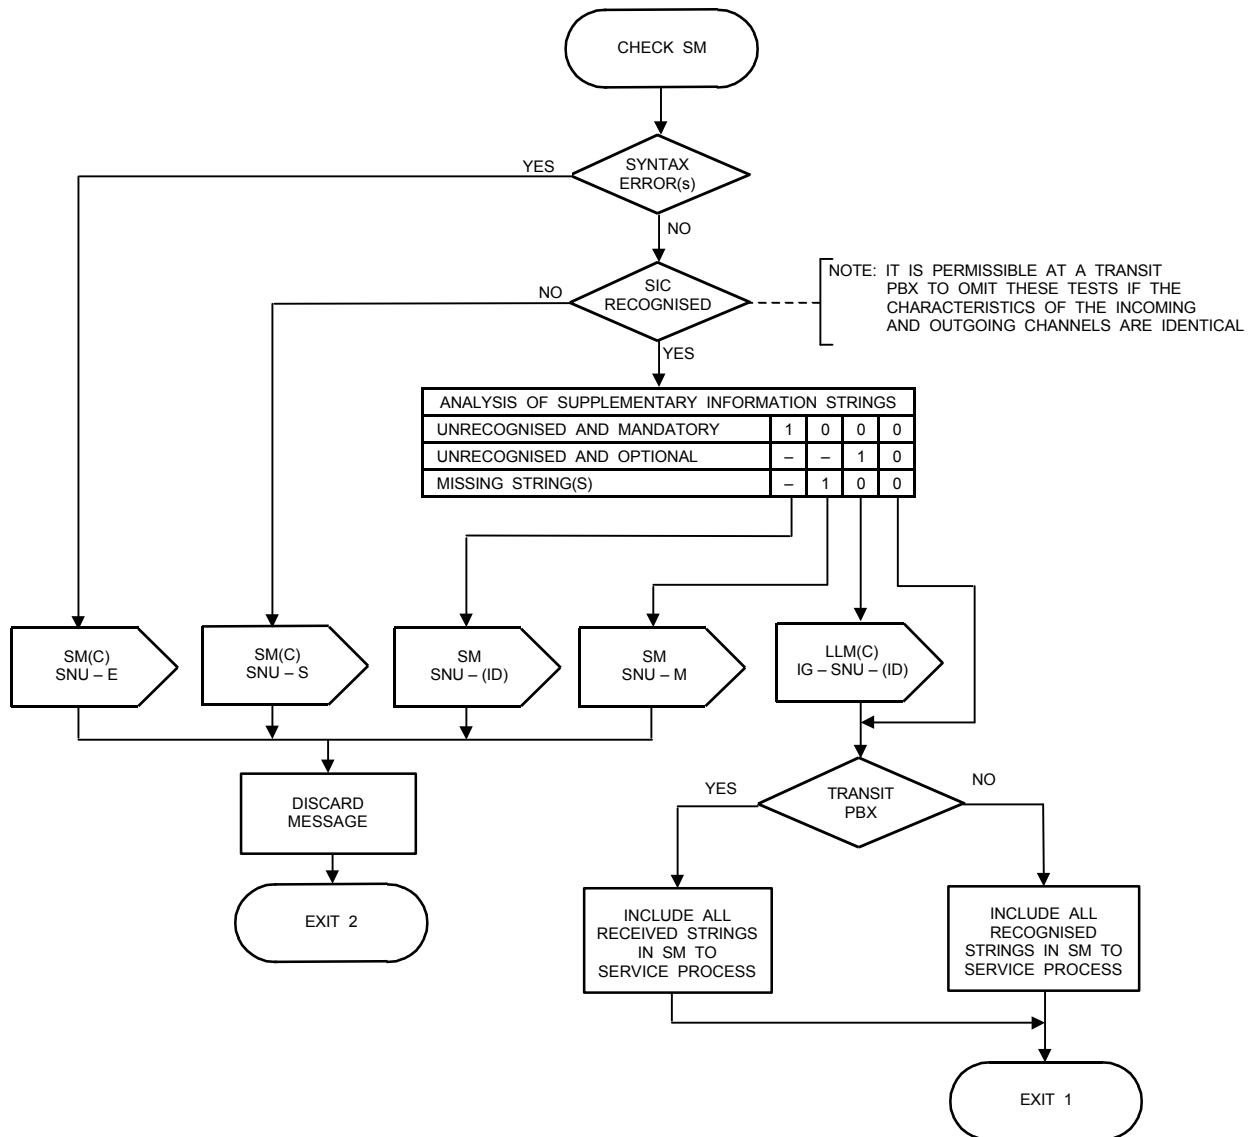 CHECK SM
YES
SYNTAX
ERROR(s)
NO
NO
SIC
RECOGNISED
NOTE: IT IS PERMISSIBLE AT A TRANSIT
PBX TO OMIT THESE TESTS IF THE
CHARACTERISTICS OF THE INCOMING
AND OUTGOING CHANNELS ARE IDENTICAL
YES
ANALYSIS OF SUPPLEMENTARY INFORMATION STRINGS
UNRECOGNISED AND MANDATORY 1 0 0 0
UNRECOGNISED AND OPTIONAL – – 1 0
MISSING STRING(S) – 1 0 0
SM(C)
SNU – E
SM(C)
SNU – S
SM
SNU – (ID)
SM
SNU – M
LLM(C)
IG – SNU – (ID)
YES
TRANSIT
PBX
NO
DISCARD
MESSAGE
EXIT 2
INCLUDE ALL
RECEIVED STRINGS
IN SM TO
SERVICE PROCESS
INCLUDE ALL
RECOGNISED
STRINGS IN SM TO
SERVICE PROCESS
EXIT 1